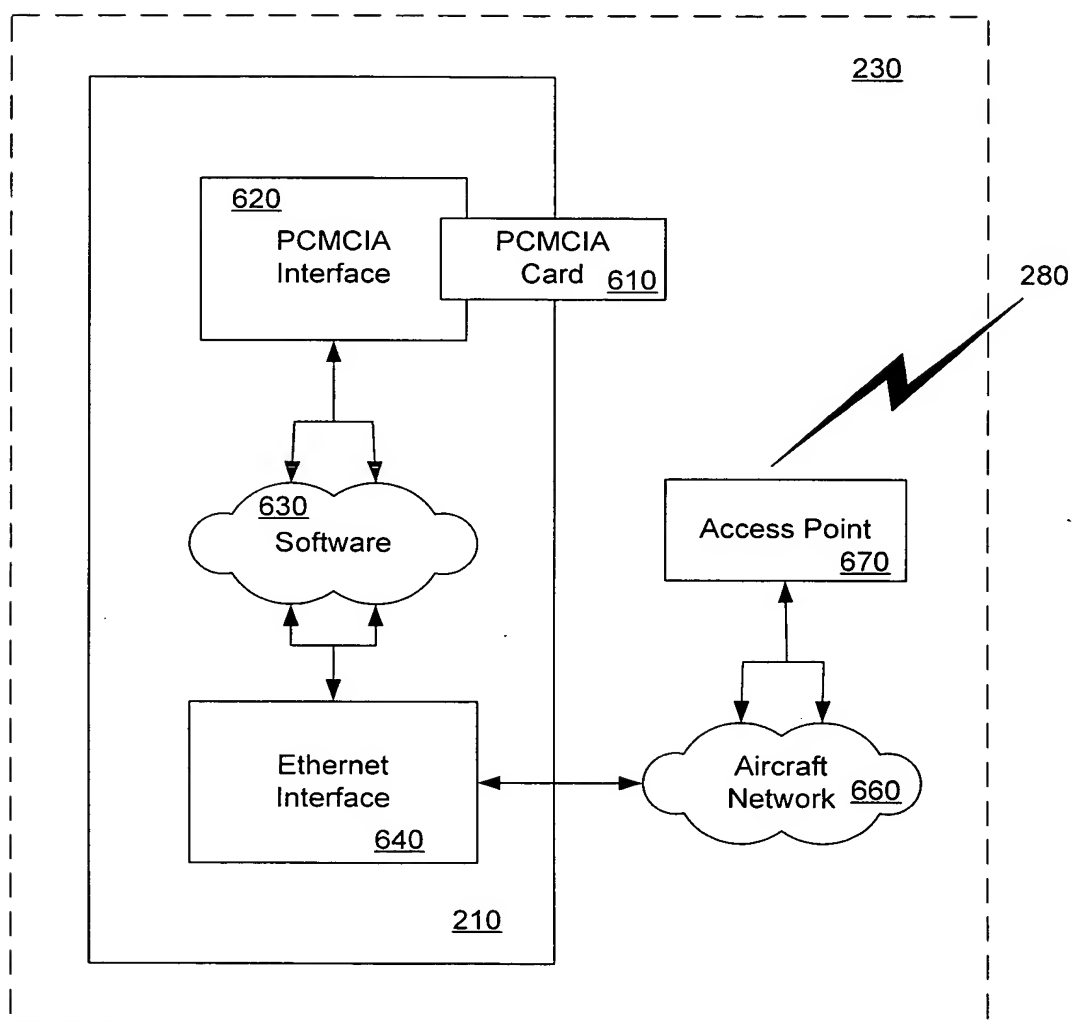 230
620
PCMCIA
Interface
PCMCIA
Card
610
280
630
Software
Access Point
670
Ethernet
Interface
640
Aircraft
Network
660
210